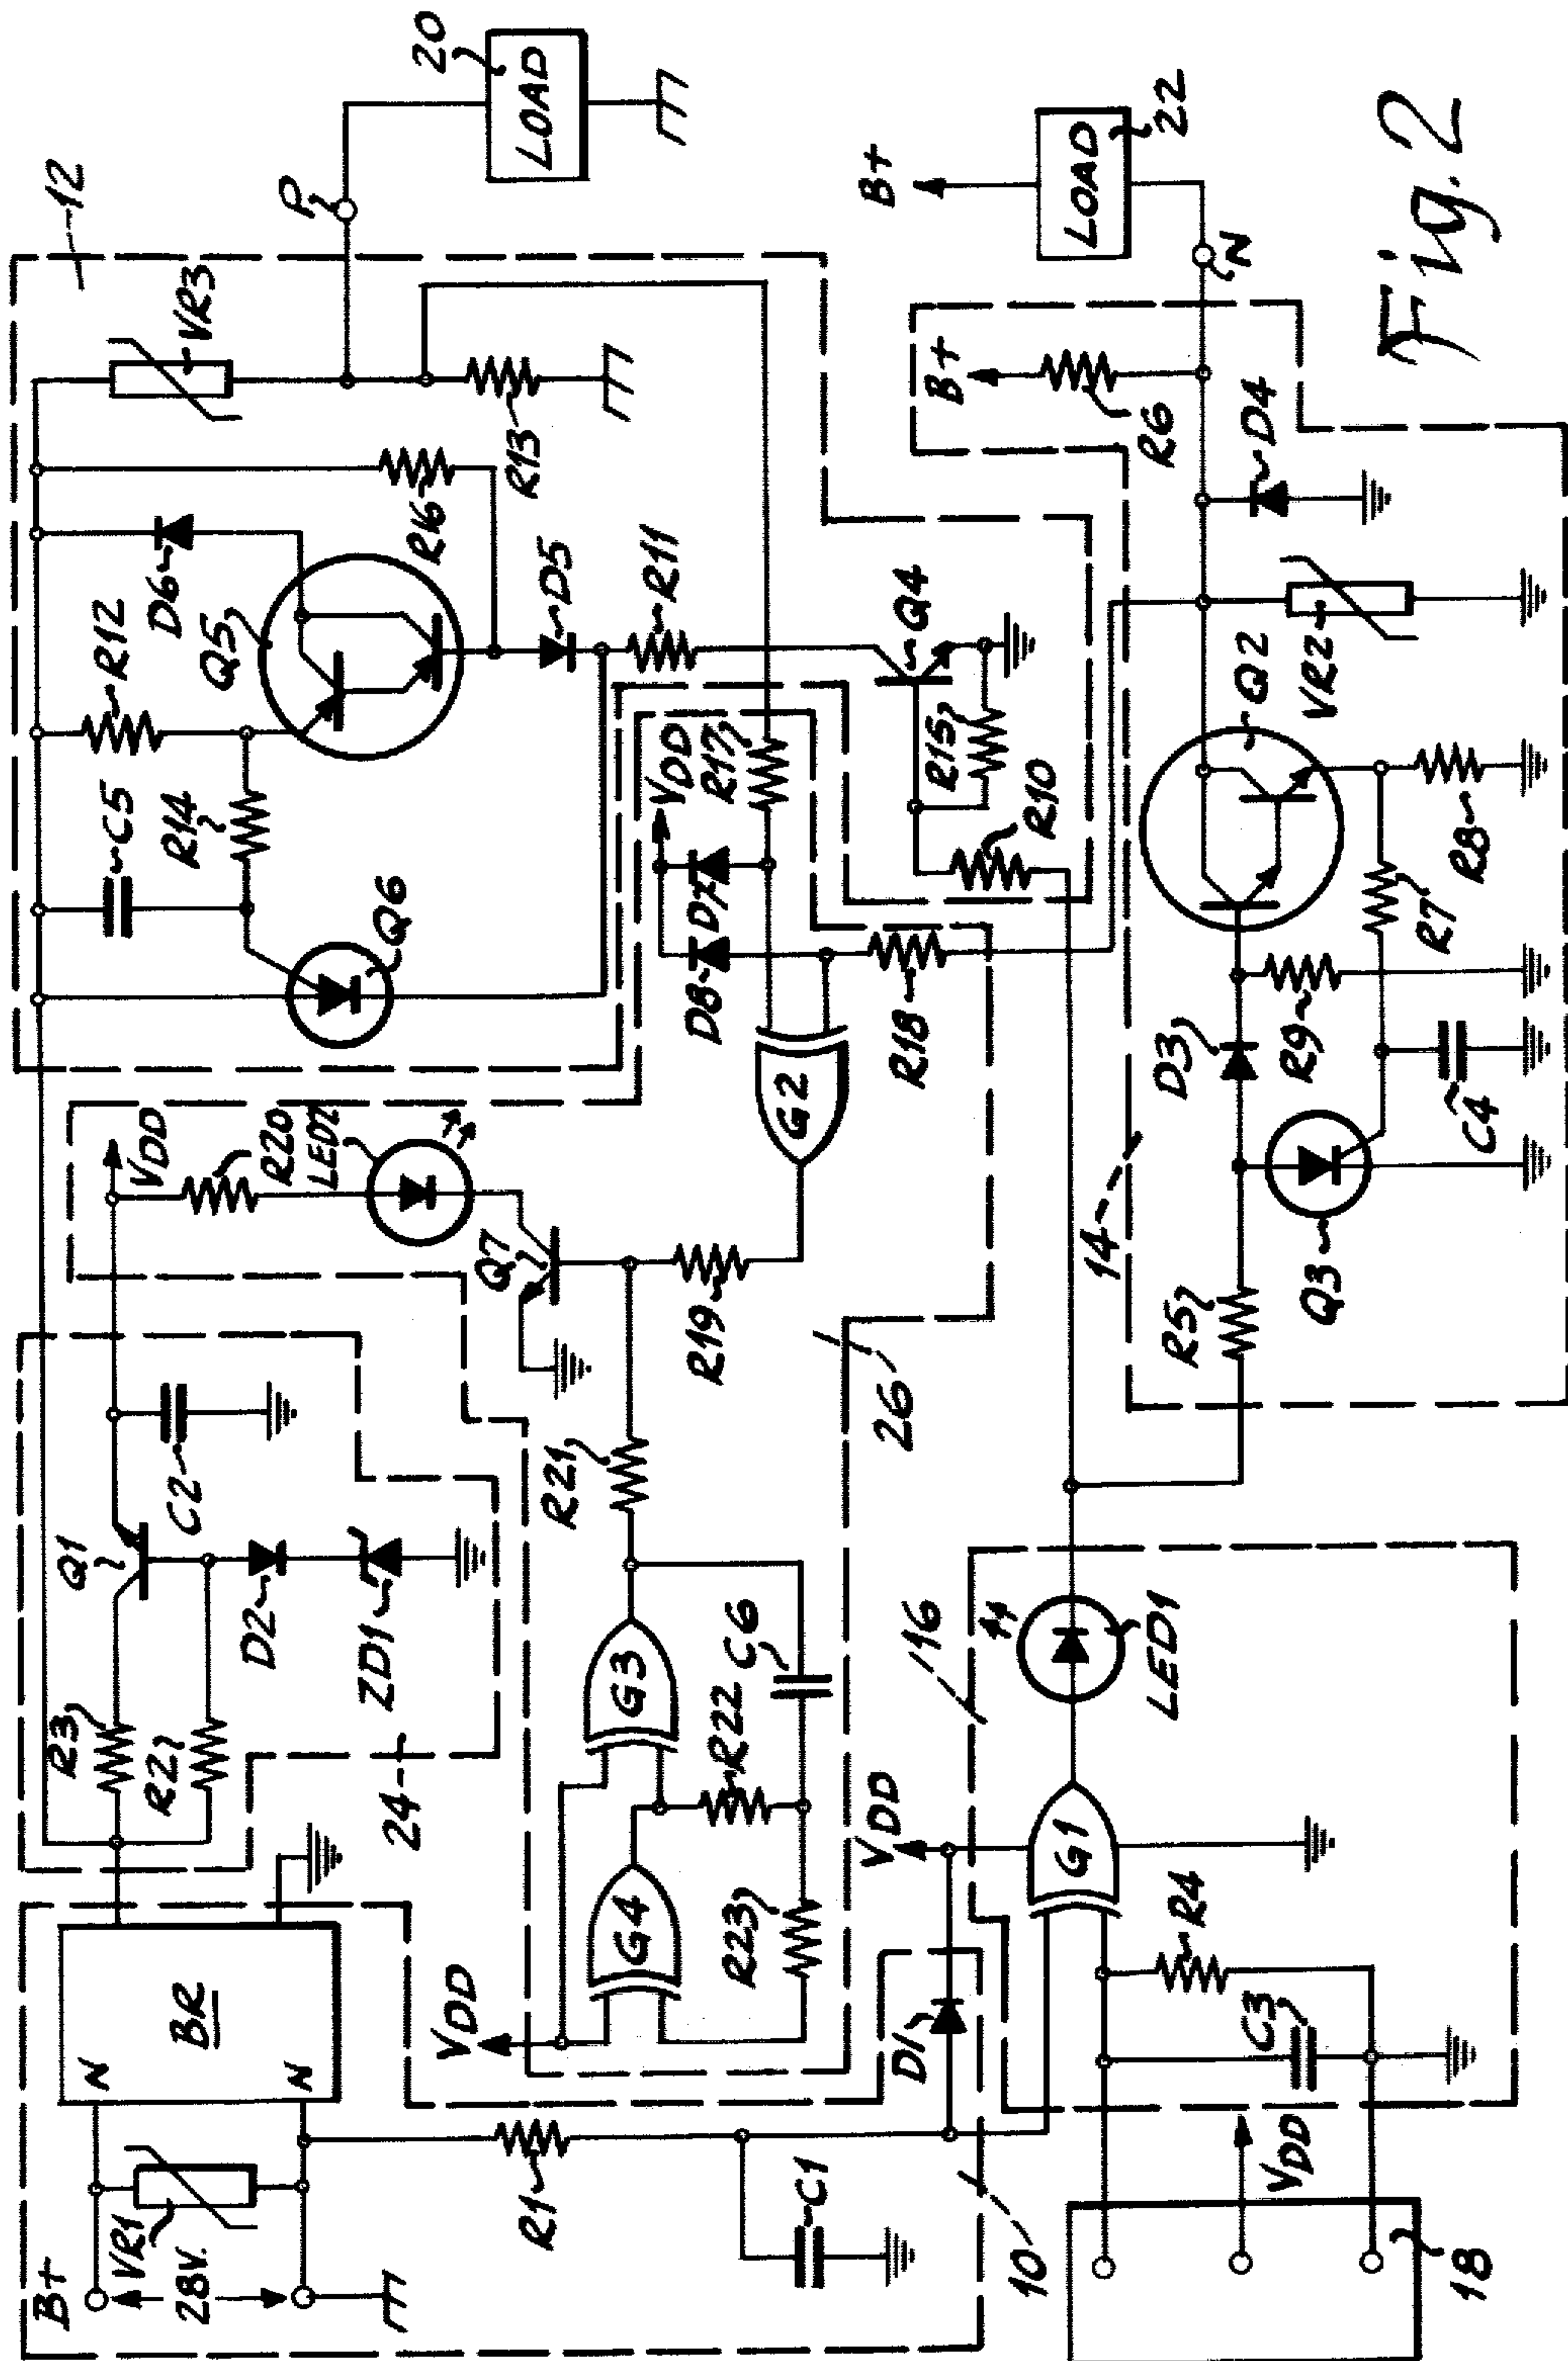 B+
VR1
28V.
N
N
BR
R1
C1
10
18
VDD
D1
C3
R4
G1
VDD
16
LED1
R3
R2
24
Q1
D2
ZD1
C2
VDD
G4
G3
R23
R22
C6
R21
26
R19
Q7
VDD
R20
LED2
G2
D8
D7
VDD
R17
R18
Q6
C5
R14
R12
Q5
D6
R16
D5
R11
VR3
R13
12
P
20
LOAD
Q4
R15
R10
14
R5
Q3
D3
R9
C4
R7
R8
Q2
VR2
D4
R6
B+
N
B+
LOAD
22
Fig. 2